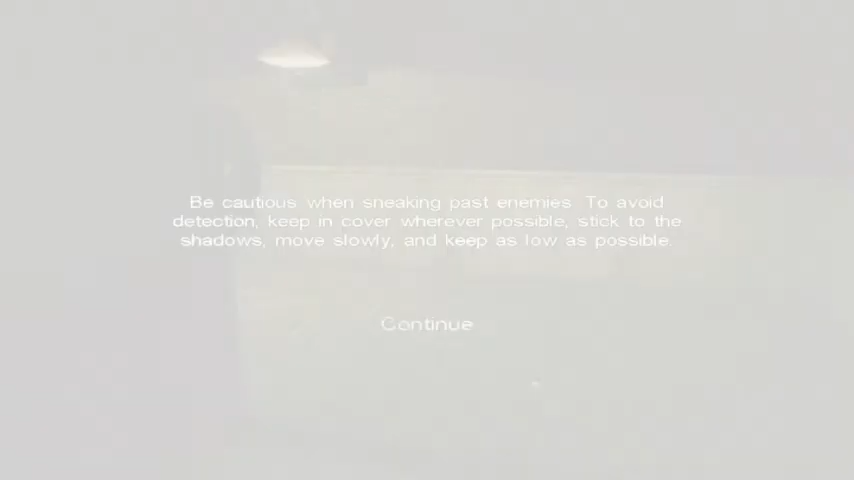 Be cautious when sneaking past enemies. To avoid
detection, keep in cover wherever possible, stick to the
shadows, move slowly, and keep as low as possible.
Continue